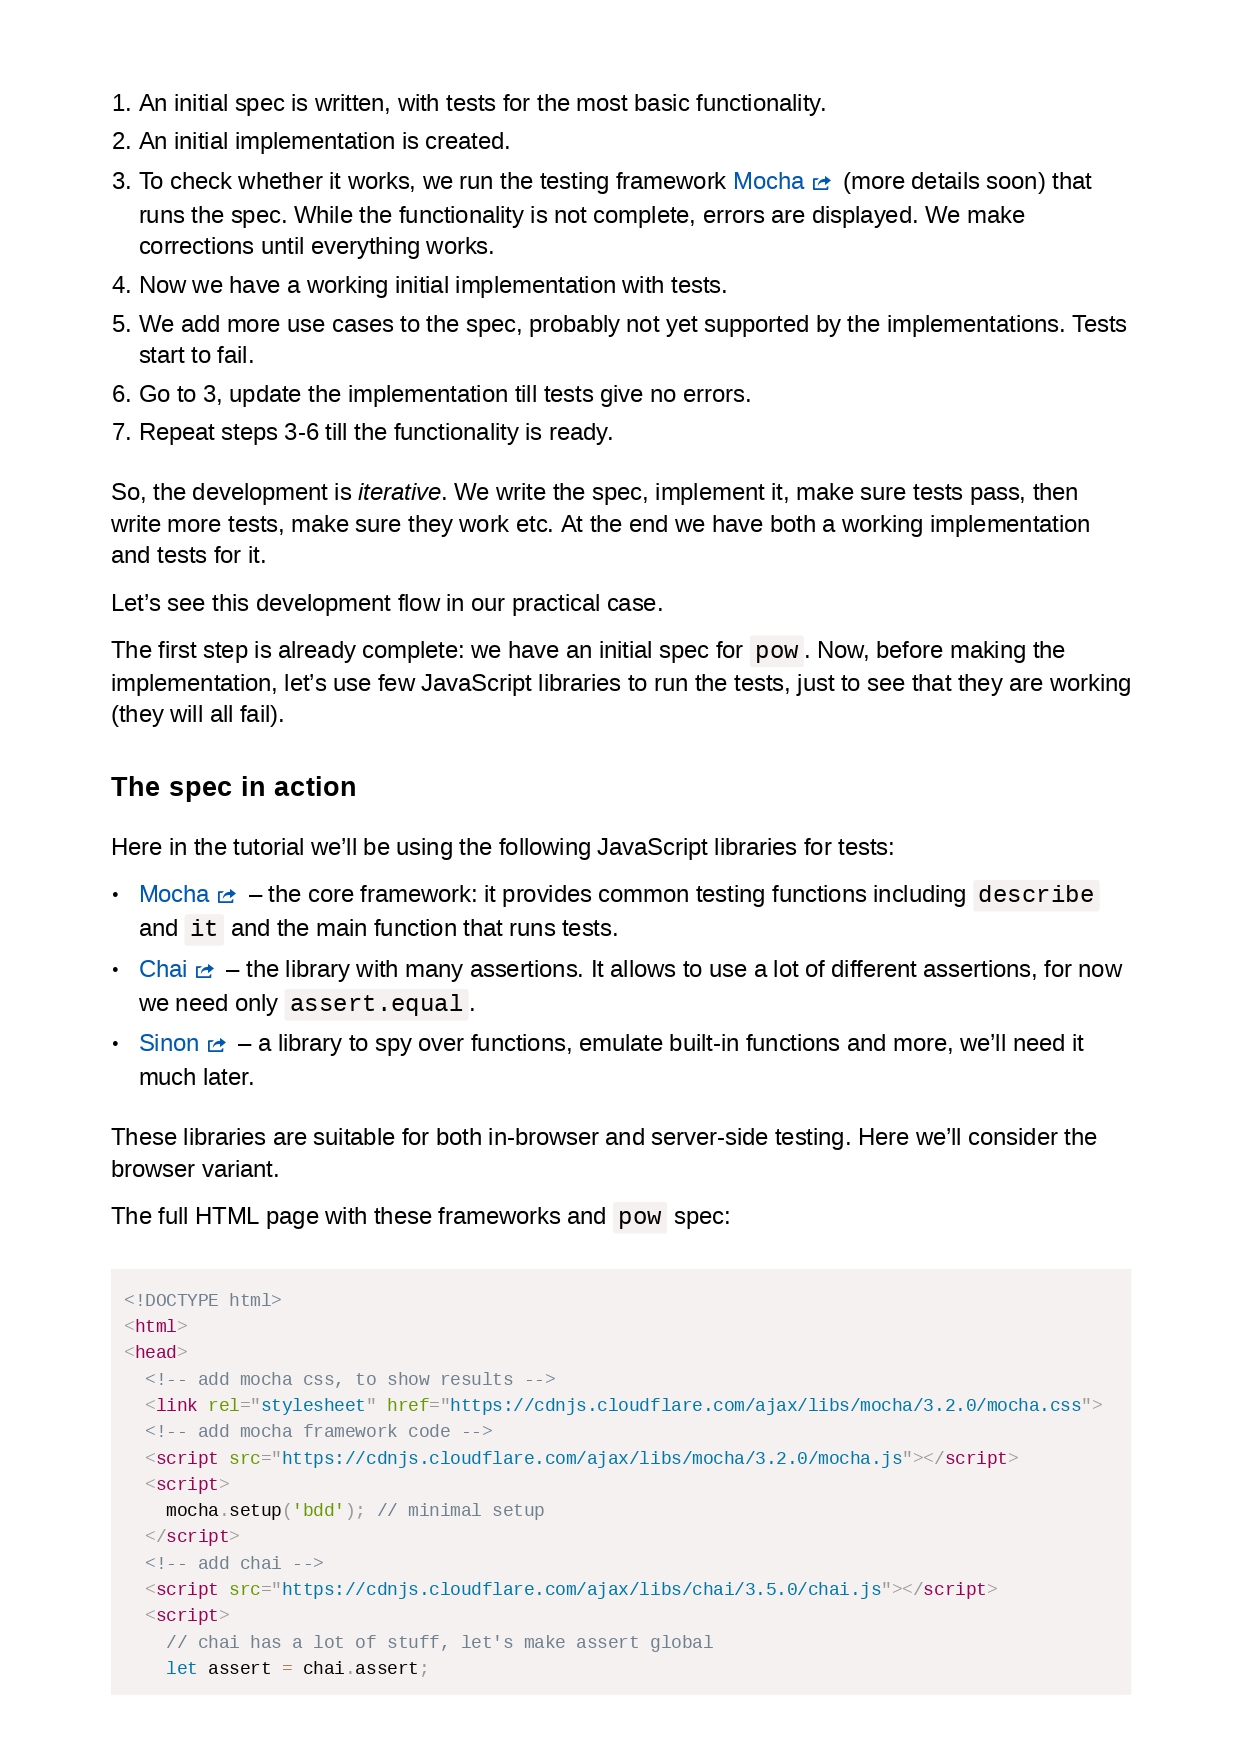 1. An initial spec is written, with tests for the most basic functionality.
2. An initial implementation is created.
3. To check whether it works, we run the testing framework Mocha (more details soon) that
runs the spec. While the functionality is not complete, errors are displayed. We make
corrections until everything works.
4. Now we have a working initial implementation with tests.
5. We add more use cases to the spec, probably not yet supported by the implementations. Tests
start to fail.
6. Go to 3, update the implementation till tests give no errors.
7. Repeat steps 3-6 till the functionality is ready.
So, the development is iterative. We write the spec, implement it, make sure tests pass, then
write more tests, make sure they work etc. At the end we have both a working implementation
and tests for it.
Let’s see this development flow in our practical case.
The first step is already complete: we have an initial spec for pow. Now, before making the
implementation, let’s use few JavaScript libraries to run the tests, just to see that they are working
(they will all fail).
The spec in action
Here in the tutorial we’ll be using the following JavaScript libraries for tests:
• Mocha – the core framework: it provides common testing functions including describe
and it and the main function that runs tests.
• Chai – the library with many assertions. It allows to use a lot of different assertions, for now
we need only assert.equal.
• Sinon – a library to spy over functions, emulate built-in functions and more, we’ll need it
much later.
These libraries are suitable for both in-browser and server-side testing. Here we’ll consider the
browser variant.
The full HTML page with these frameworks and pow spec:
<!DOCTYPE html>
<html>
<head>
  <!-- add mocha css, to show results -->
  <link rel="stylesheet" href="https://cdnjs.cloudflare.com/ajax/libs/mocha/3.2.0/mocha.css">
  <!-- add mocha framework code -->
  <script src="https://cdnjs.cloudflare.com/ajax/libs/mocha/3.2.0/mocha.js"></script>
  <script>
    mocha.setup('bdd'); // minimal setup
  </script>
  <!-- add chai -->
  <script src="https://cdnjs.cloudflare.com/ajax/libs/chai/3.5.0/chai.js"></script>
  <script>
    // chai has a lot of stuff, let's make assert global
    let assert = chai.assert;